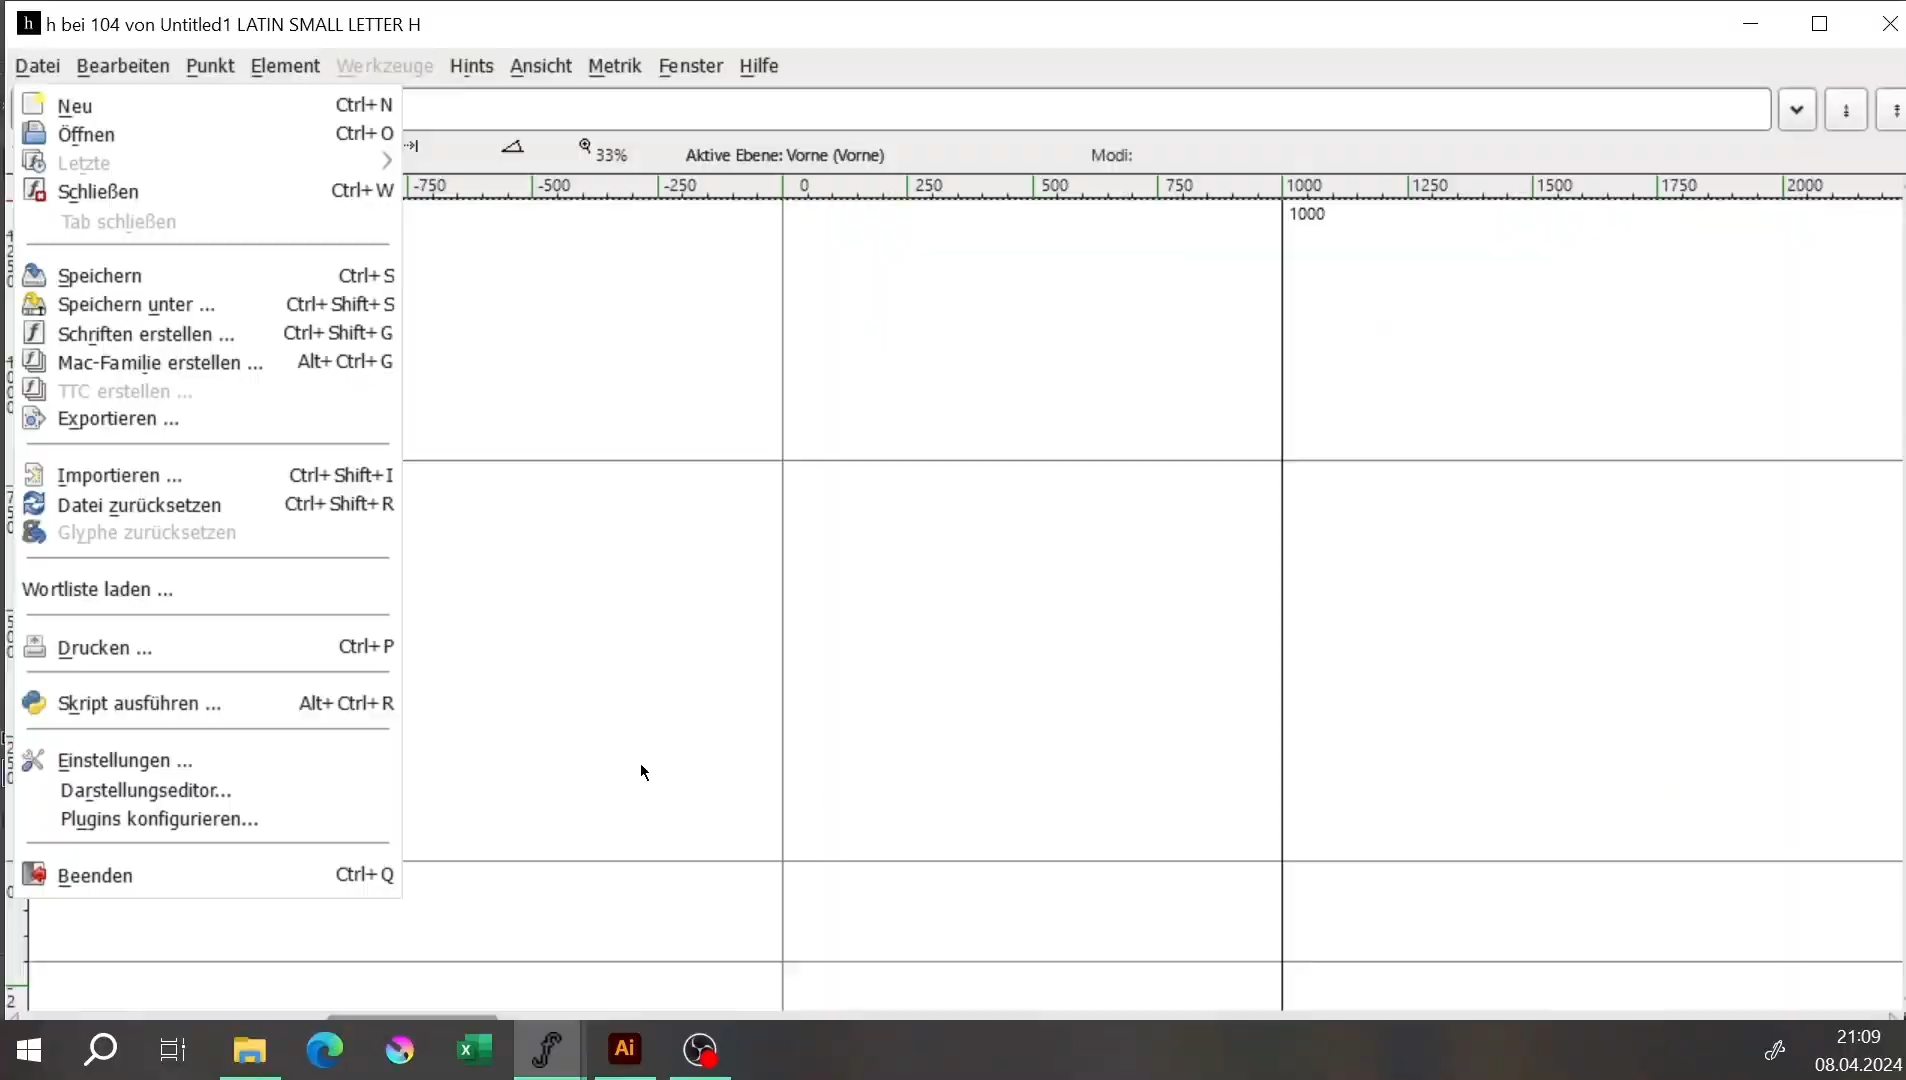 h bei 104 von Untitled1 LATIN SMALL LETTER H
Datei Bearbeiten Punkt Element Werkzeuge Hints Ansicht Metrik Fenster Hilfe
Neu Ctrl+N
Öffnen Ctrl+O
Letzte
Schließen Ctrl+W
Tab schließen
Speichern Ctrl+S
Speichern unter ... Ctrl+Shift+S
Schriften erstellen ... Ctrl+Shift+G
Mac-Familie erstellen ... Alt+Ctrl+G
TTC erstellen ...
Exportieren ...
Importieren ... Ctrl+Shift+I
Datei zurücksetzen Ctrl+Shift+R
Glyphe zurücksetzen
Wortliste laden ...
Drucken ... Ctrl+P
Skript ausführen ... Alt+Ctrl+R
Einstellungen ...
Darstellungseditor...
Plugins konfigurieren...
Beenden Ctrl+Q
33% Aktive Ebene: Vorne (Vorne) Modi:
-750 -500 -250 0 250 500 750 1000 1250 1500 1750 2000
1000
Ai
21:09
08.04.2024